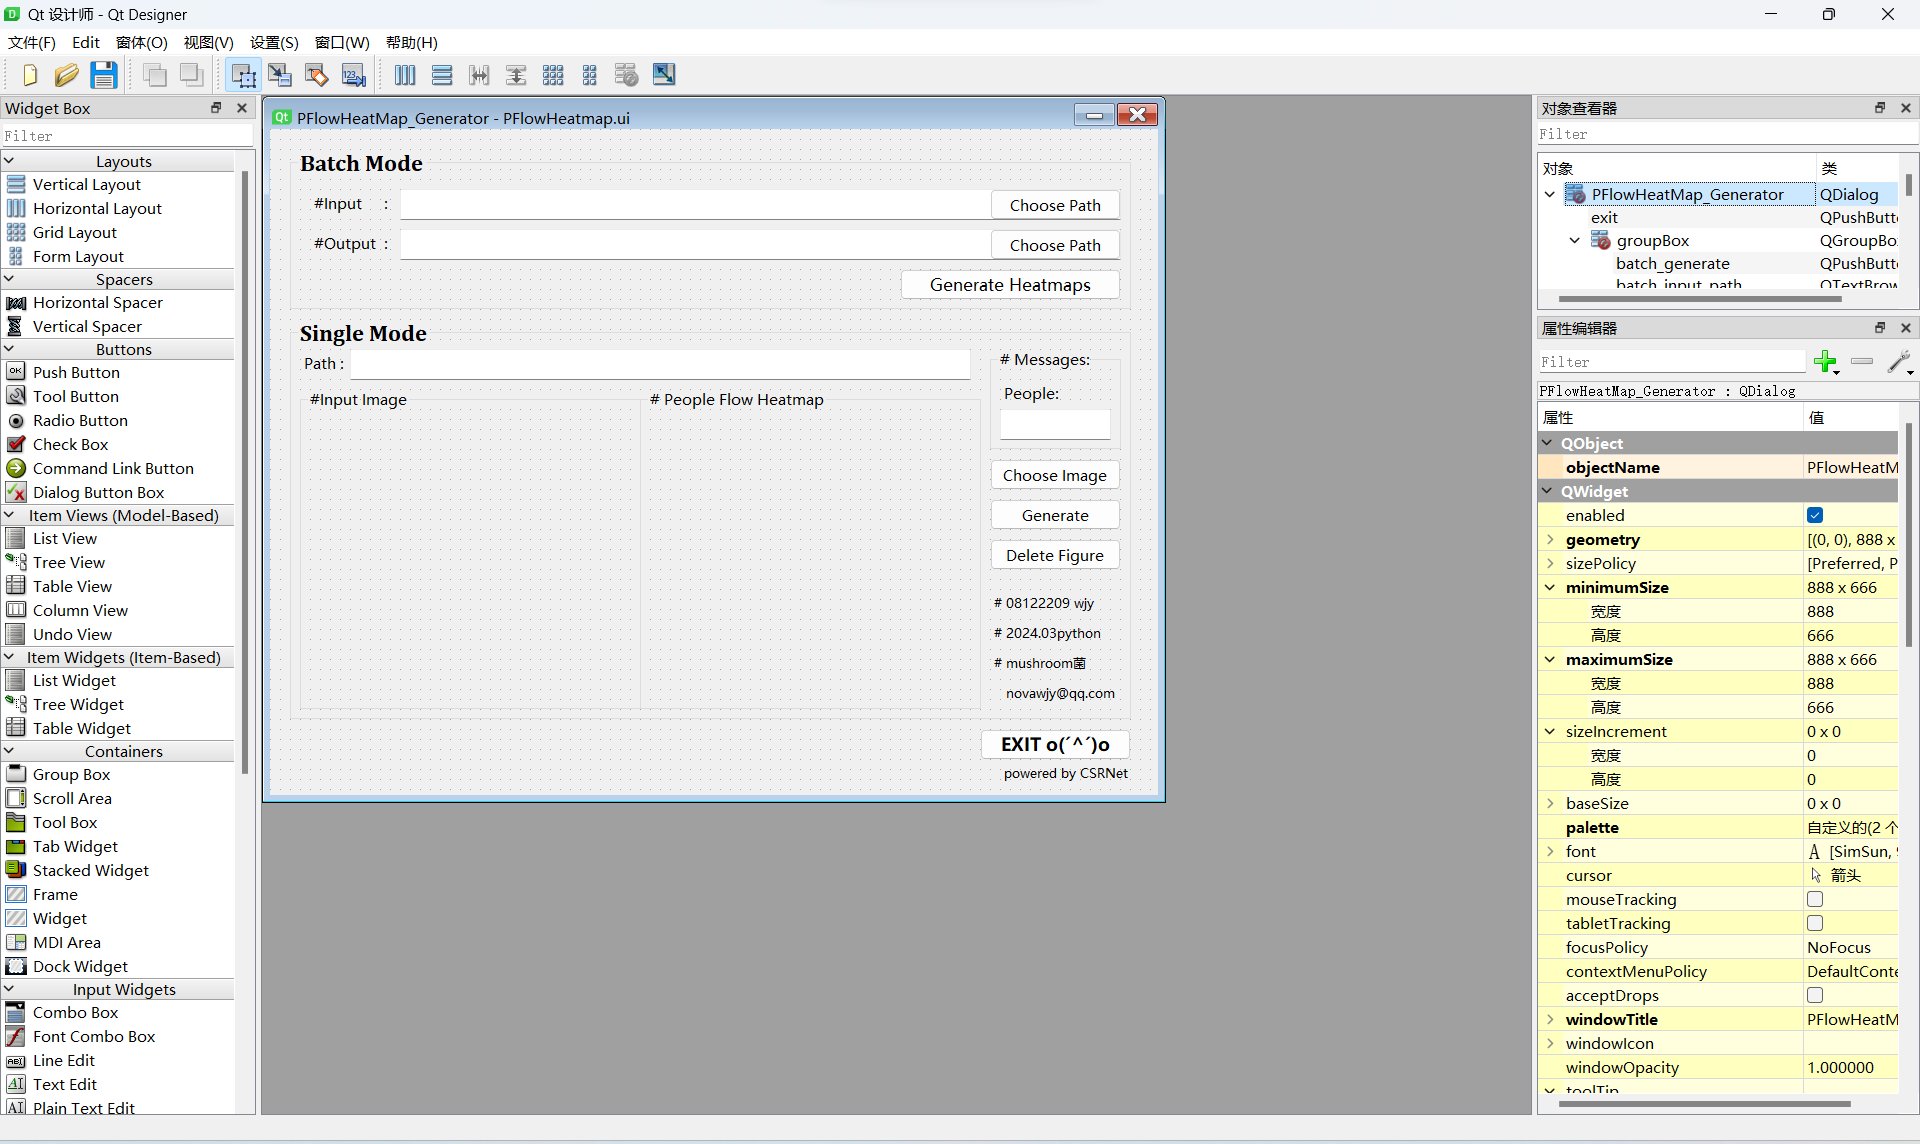 Qt 设计师 - Qt Designer
文件(F) Edit 窗体(O) 视图(V) 设置(S) 窗口(W) 帮助(H)
Widget Box
Filter
Layouts
Vertical Layout
Horizontal Layout
Grid Layout
Form Layout
Spacers
Horizontal Spacer
Vertical Spacer
Buttons
Push Button
Tool Button
Radio Button
Check Box
Command Link Button
Dialog Button Box
Item Views (Model-Based)
List View
Tree View
Table View
Column View
Undo View
Item Widgets (Item-Based)
List Widget
Tree Widget
Table Widget
Containers
Group Box
Scroll Area
Tool Box
Tab Widget
Stacked Widget
Frame
Widget
MDI Area
Dock Widget
Input Widgets
Combo Box
Font Combo Box
Line Edit
Text Edit
Plain Text Edit
PFlowHeatMap_Generator - PFlowHeatmap.ui
Batch Mode
#Input : Choose Path
#Output : Choose Path
Generate Heatmaps
Single Mode
Path :
#Input Image
# People Flow Heatmap
# Messages:
People:
Choose Image
Generate
Delete Figure
# 08122209 wjy
# 2024.03python
# mushroom菌
novawjy@qq.com
EXIT o(´^´)o
powered by CSRNet
对象查看器
Filter
对象 类
PFlowHeatMap_Generator QDialog
exit QPushButt
groupBox QGroupBo
batch_generate QPushButt
batch_input_path QTextBrow
属性编辑器
Filter
PFlowHeatMap_Generator : QDialog
属性 值
QObject
objectName PFlowHeatM
QWidget
enabled
geometry [(0, 0), 888 x
sizePolicy [Preferred, P
minimumSize 888 x 666
宽度 888
高度 666
maximumSize 888 x 666
宽度 888
高度 666
sizeIncrement 0 x 0
宽度 0
高度 0
baseSize 0 x 0
palette 自定义的(2 个
font A [SimSun, 9
cursor 箭头
mouseTracking
tabletTracking
focusPolicy NoFocus
contextMenuPolicy DefaultConte
acceptDrops
windowTitle PFlowHeatM
windowIcon
windowOpacity 1.000000
toolTip